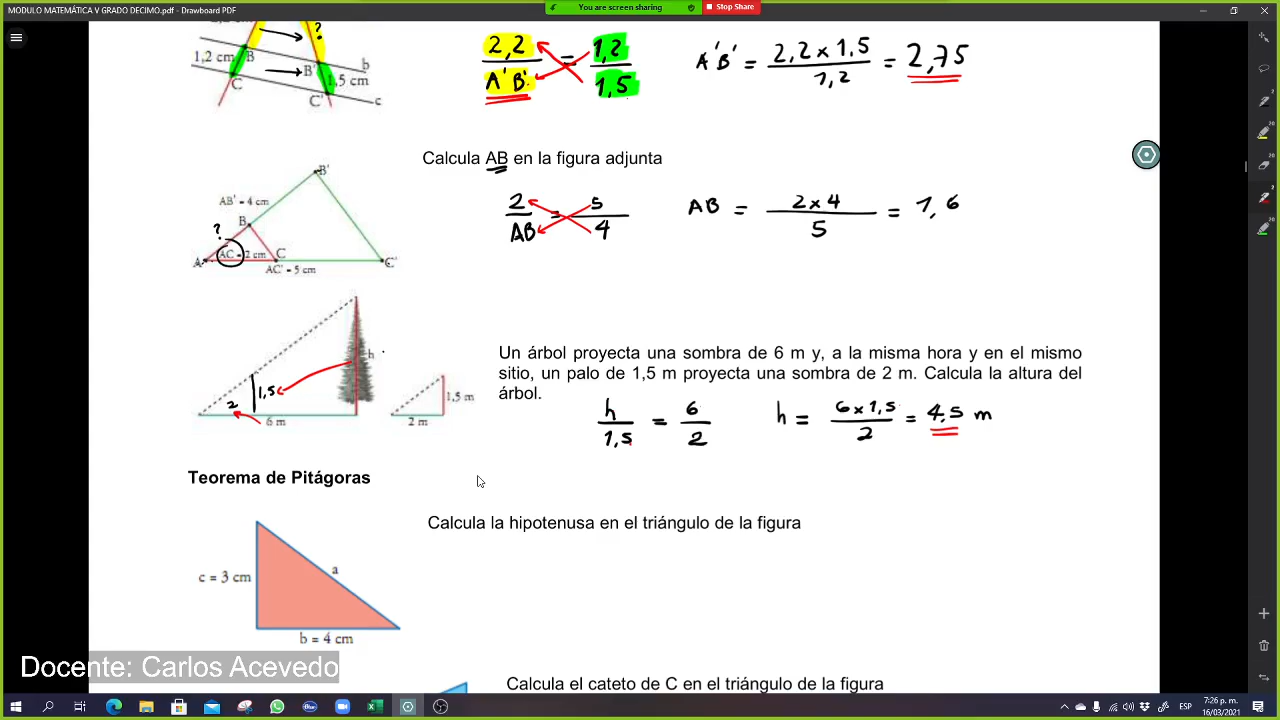 MODULO MATEMÁTICA V GRADO DECIMO.pdf - Drawboard PDF
You are screen sharing
Stop Share
?
1,2 cm
B
B'
b
1,5 cm
C
C'
c
2,2 / A'B' = 1,2 / 1,5
A'B' = 2,2 x 1,5 / 1,2 = 2,75
Calcula AB en la figura adjunta
B'
AB' = 4 cm
B
?
A
AC = 2 cm
C
C'
AC' = 5 cm
2 / AB = 5 / 4
AB = 2 x 4 / 5 = 1,6
h
1,5
2
6 m
1,5 m
2 m
Un árbol proyecta una sombra de 6 m y, a la misma hora y en el mismo
sitio, un palo de 1,5 m proyecta una sombra de 2 m. Calcula la altura del
árbol.
h / 1,5 = 6 / 2
h = 6 x 1,5 / 2 = 4,5 m
Teorema de Pitágoras
Calcula la hipotenusa en el triángulo de la figura
c = 3 cm
a
b = 4 cm
Docente: Carlos Acevedo
Calcula el cateto de C en el triángulo de la figura
ESP
7:26 p. m.
16/03/2021